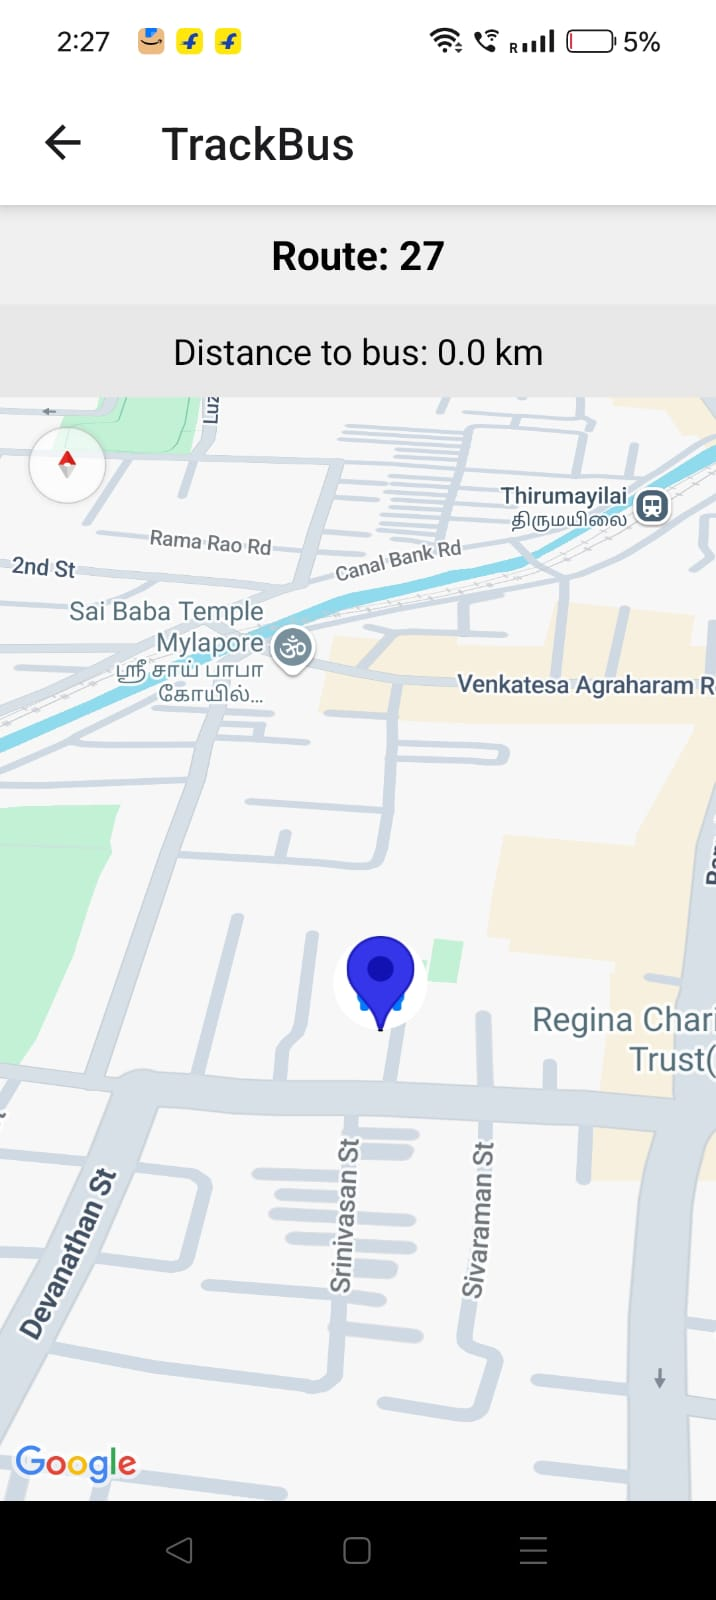 2:27
R
5%
TrackBus
Route: 27
Distance to bus: 0.0 km
Luz
Thirumayilai
திருமயிலை
Rama Rao Rd
Canal Bank Rd
2nd St
Sai Baba Temple
Mylapore
ஸ்ரீ சாய் பாபா
கோயில்...
Venkatesa Agraharam R
Regina Chari
Trust(
Srinivasan St
Sivaraman St
Devanathan St
Google